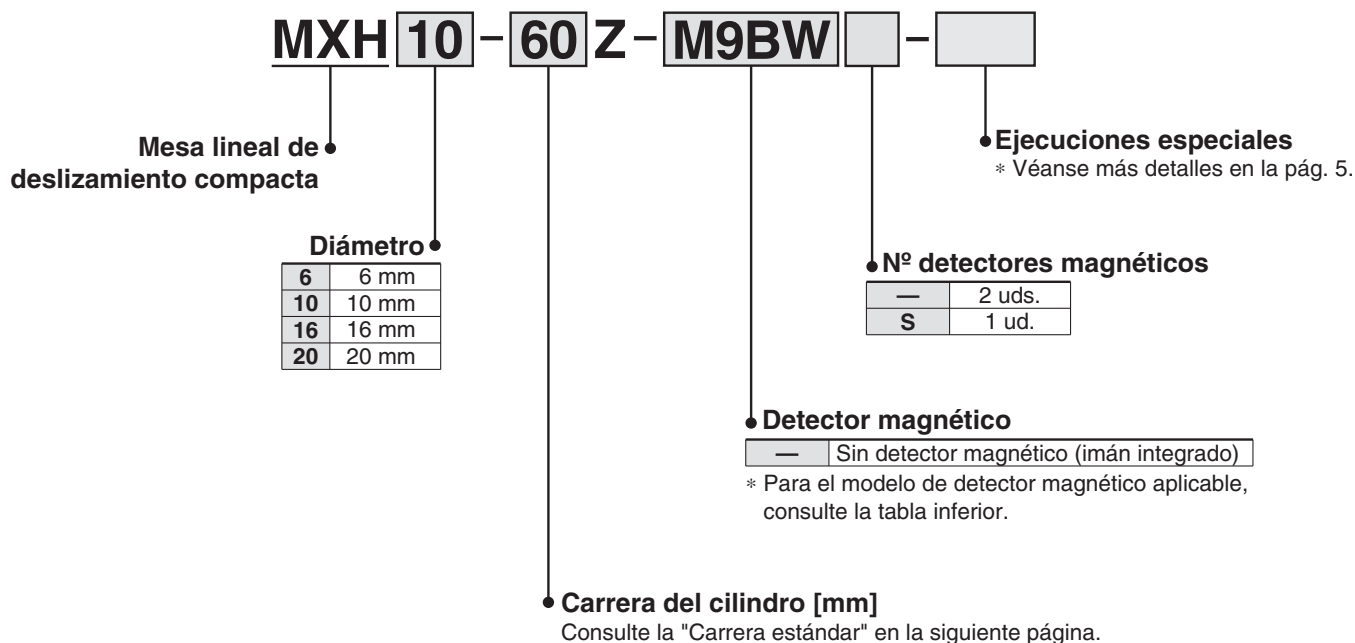 MXH 10 – 60 Z – M9BW –
Mesa lineal de
deslizamiento compacta
Diámetro
6 6 mm
10 10 mm
16 16 mm
20 20 mm
Ejecuciones especiales
* Véanse más detalles en la pág. 5.
Nº detectores magnéticos
— 2 uds.
S 1 ud.
Detector magnético
— Sin detector magnético (imán integrado)
* Para el modelo de detector magnético aplicable,
consulte la tabla inferior.
Carrera del cilindro [mm]
Consulte la "Carrera estándar" en la siguiente página.